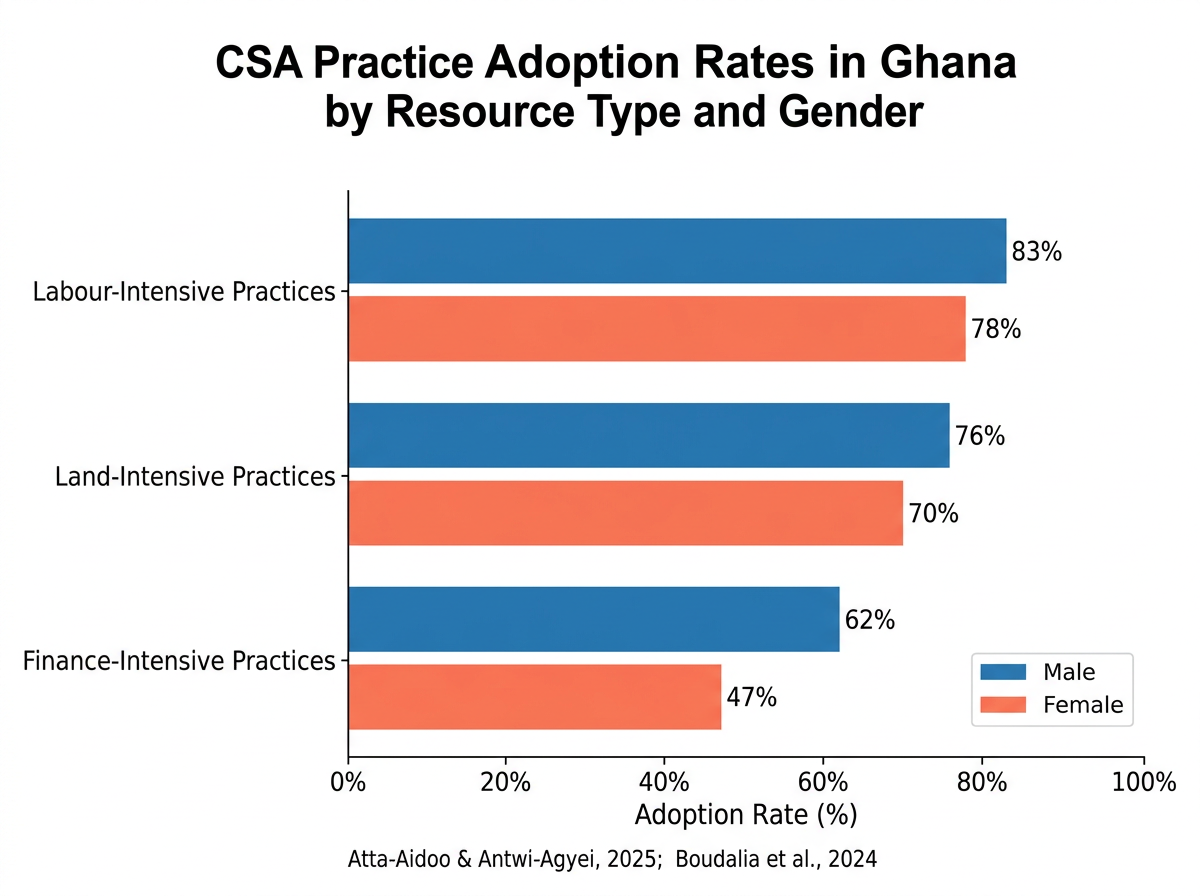 CSA Practice Adoption Rates in Ghana
by Resource Type and Gender
83%
Labour-Intensive Practices
78%
76%
Land-Intensive Practices
70%
62%
Finance-Intensive Practices
47%
Male
Female
0% 20% 40% 60% 80% 100%
Adoption Rate (%)
Atta-Aidoo & Antwi-Agyei, 2025; Boudalia et al., 2024